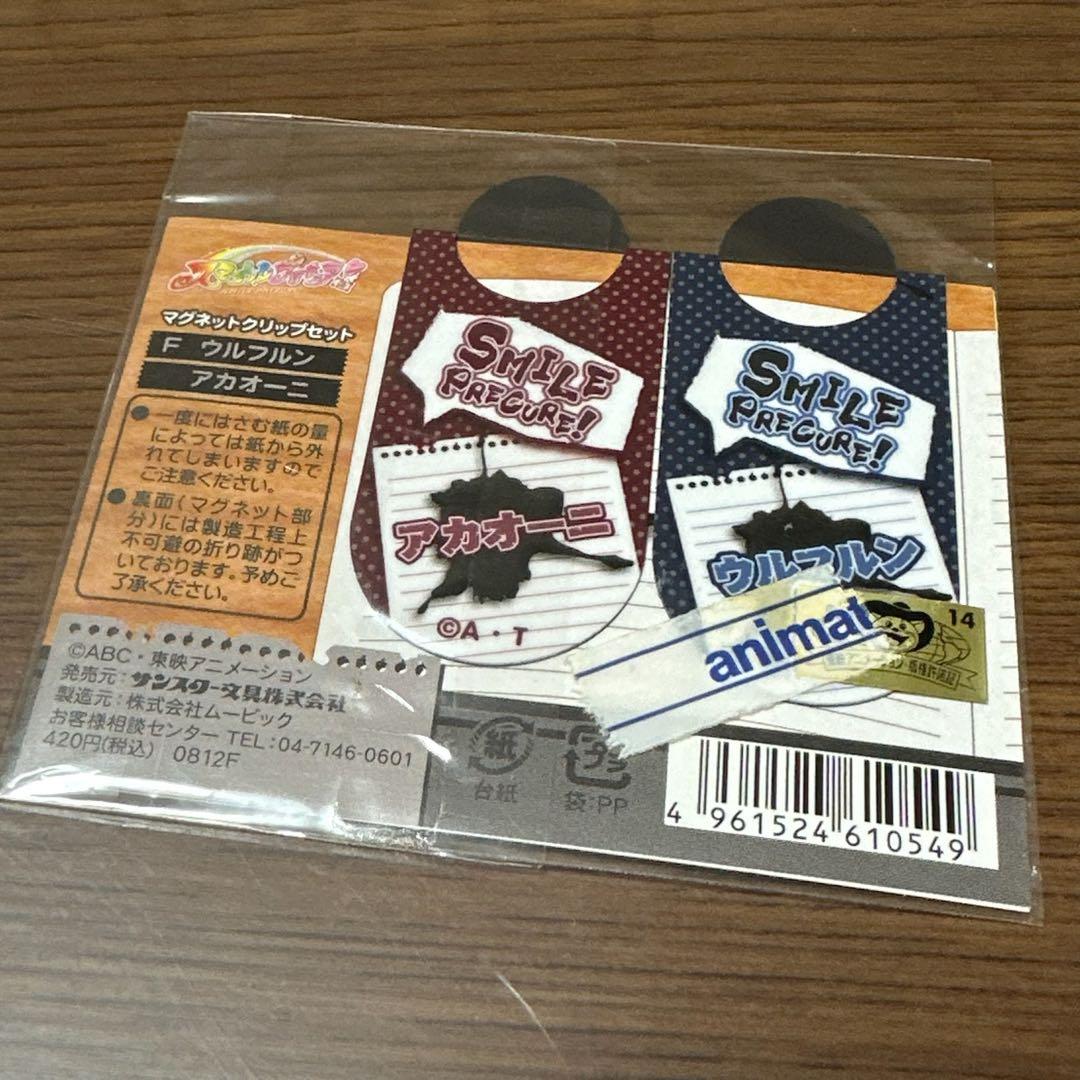 スマイルプリキュア!
マグネットクリップセット
F ウルフルン
アカオーニ
●一度にはさむ紙の量
によっては紙から外
れてしまいますので
ご注意ください。
●裏面(マグネット部
分)には製造工程上
不可避の折り跡がつ
いております。予めご
了承ください。
©ABC・東映アニメーション
発売元:サンスター文具株式会社
製造元:株式会社ムービック
お客様相談センター TEL:04-7146-0601
420円(税込) 0812F
SMILE
PRECURE!
アカオーニ
©A・T
SMILE
PRECURE!
ウルフルン
animat
14
紙
台紙
プラ
袋:PP
4 961524 610549